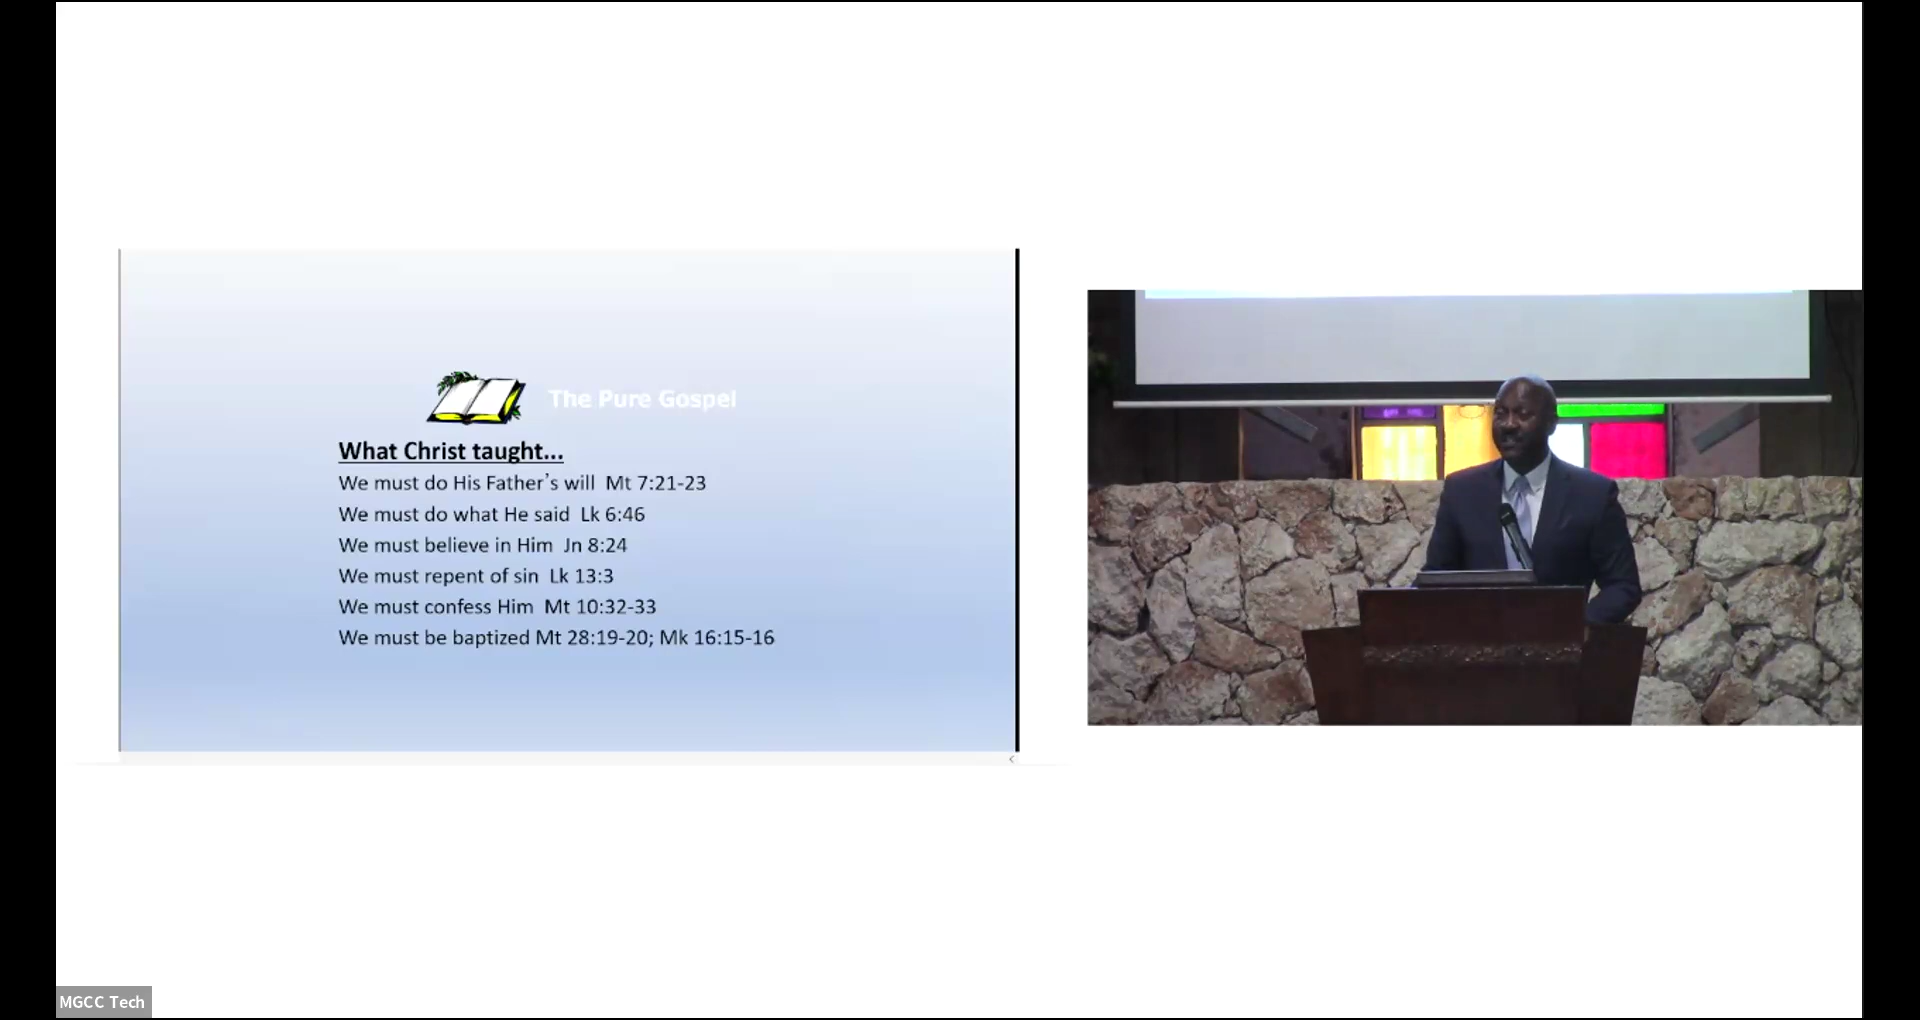 The Pure Gospel
What Christ taught...
We must do His Father's will Mt 7:21-23
We must do what He said Lk 6:46
We must believe in Him Jn 8:24
We must repent of sin Lk 13:3
We must confess Him Mt 10:32-33
We must be baptized Mt 28:19-20; Mk 16:15-16
MGCC Tech